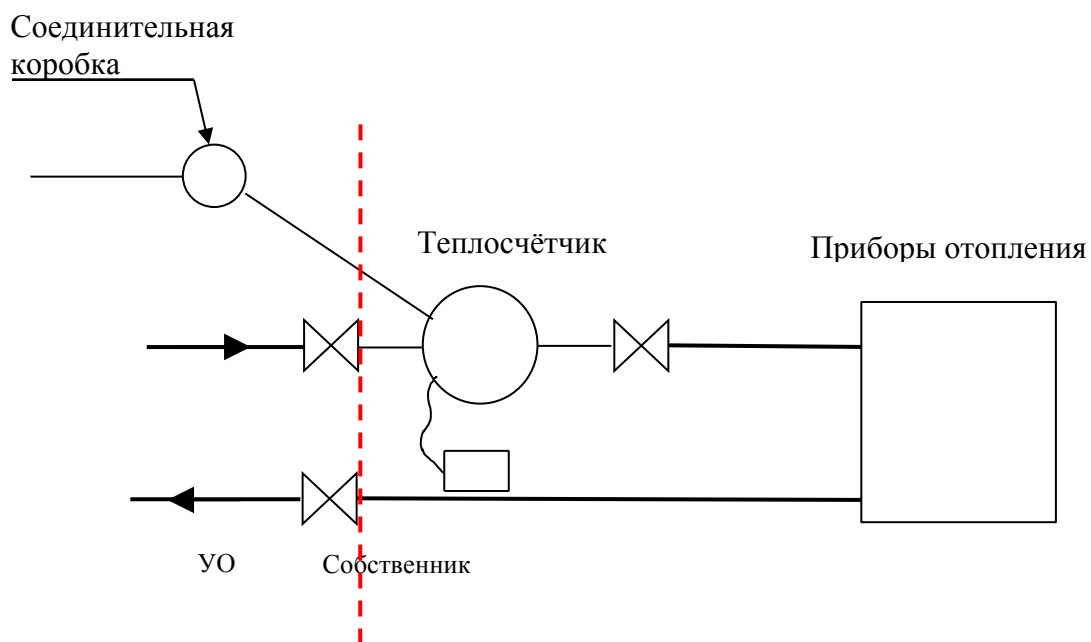 Соединительная
коробка
Теплосчётчик
Приборы отопления
УО
Собственник